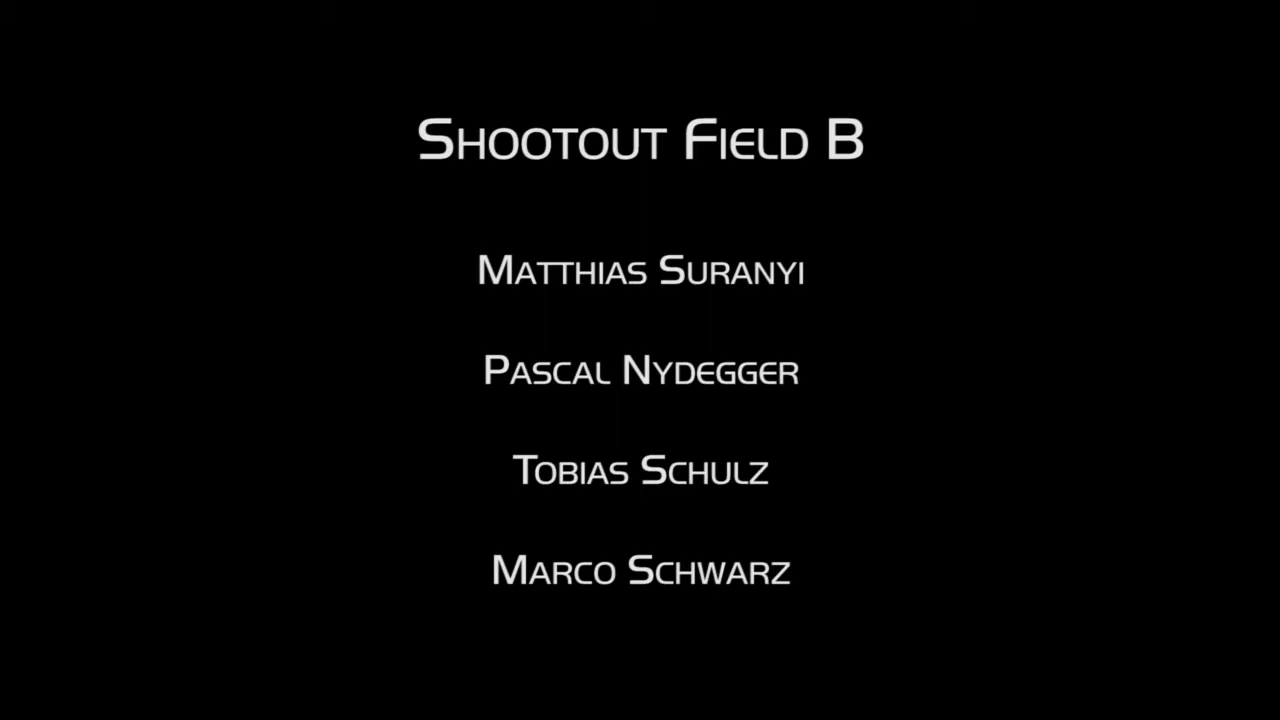 Shootout Field B
Matthias Suranyi
Pascal Nydegger
Tobias Schulz
Marco Schwarz